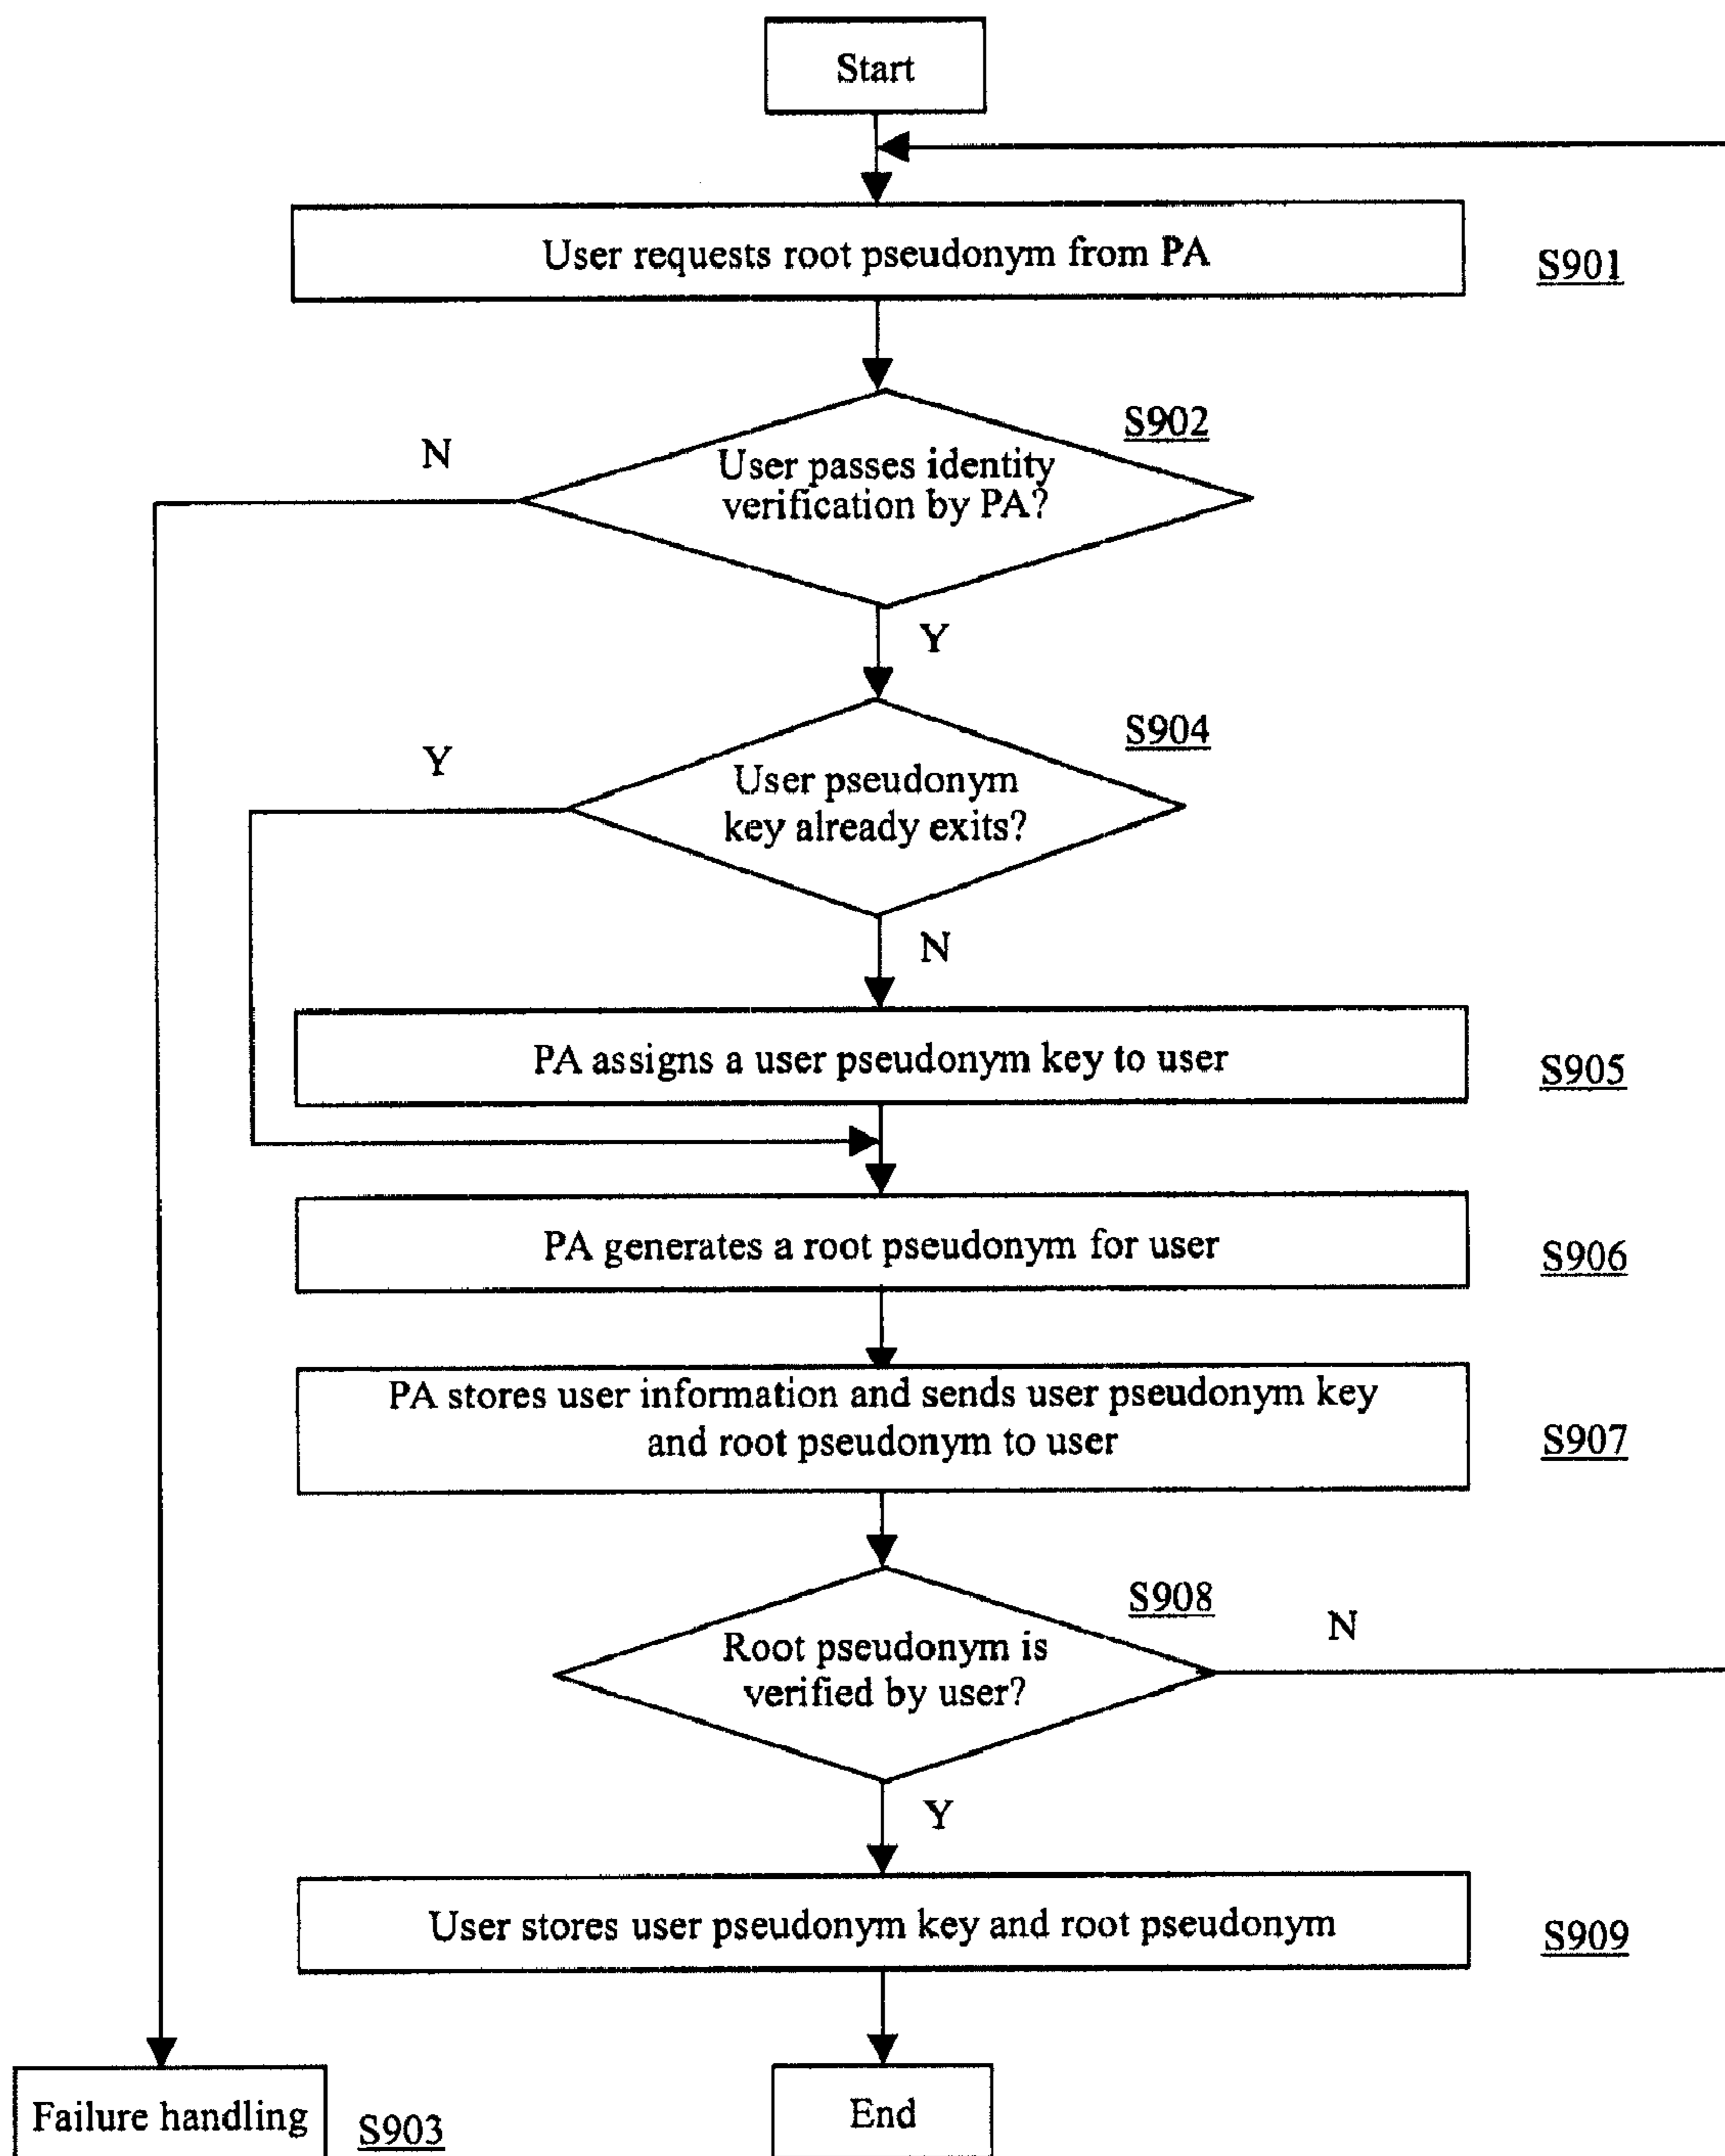 Start
User requests root pseudonym from PA
S901
S902
N
User passes identity
verification by PA?
Y
S904
Y
User pseudonym
key already exits?
N
PA assigns a user pseudonym key to user
S905
PA generates a root pseudonym for user
S906
PA stores user information and sends user pseudonym key
and root pseudonym to user
S907
S908
N
Root pseudonym is
verified by user?
Y
User stores user pseudonym key and root pseudonym
S909
Failure handling
S903
End